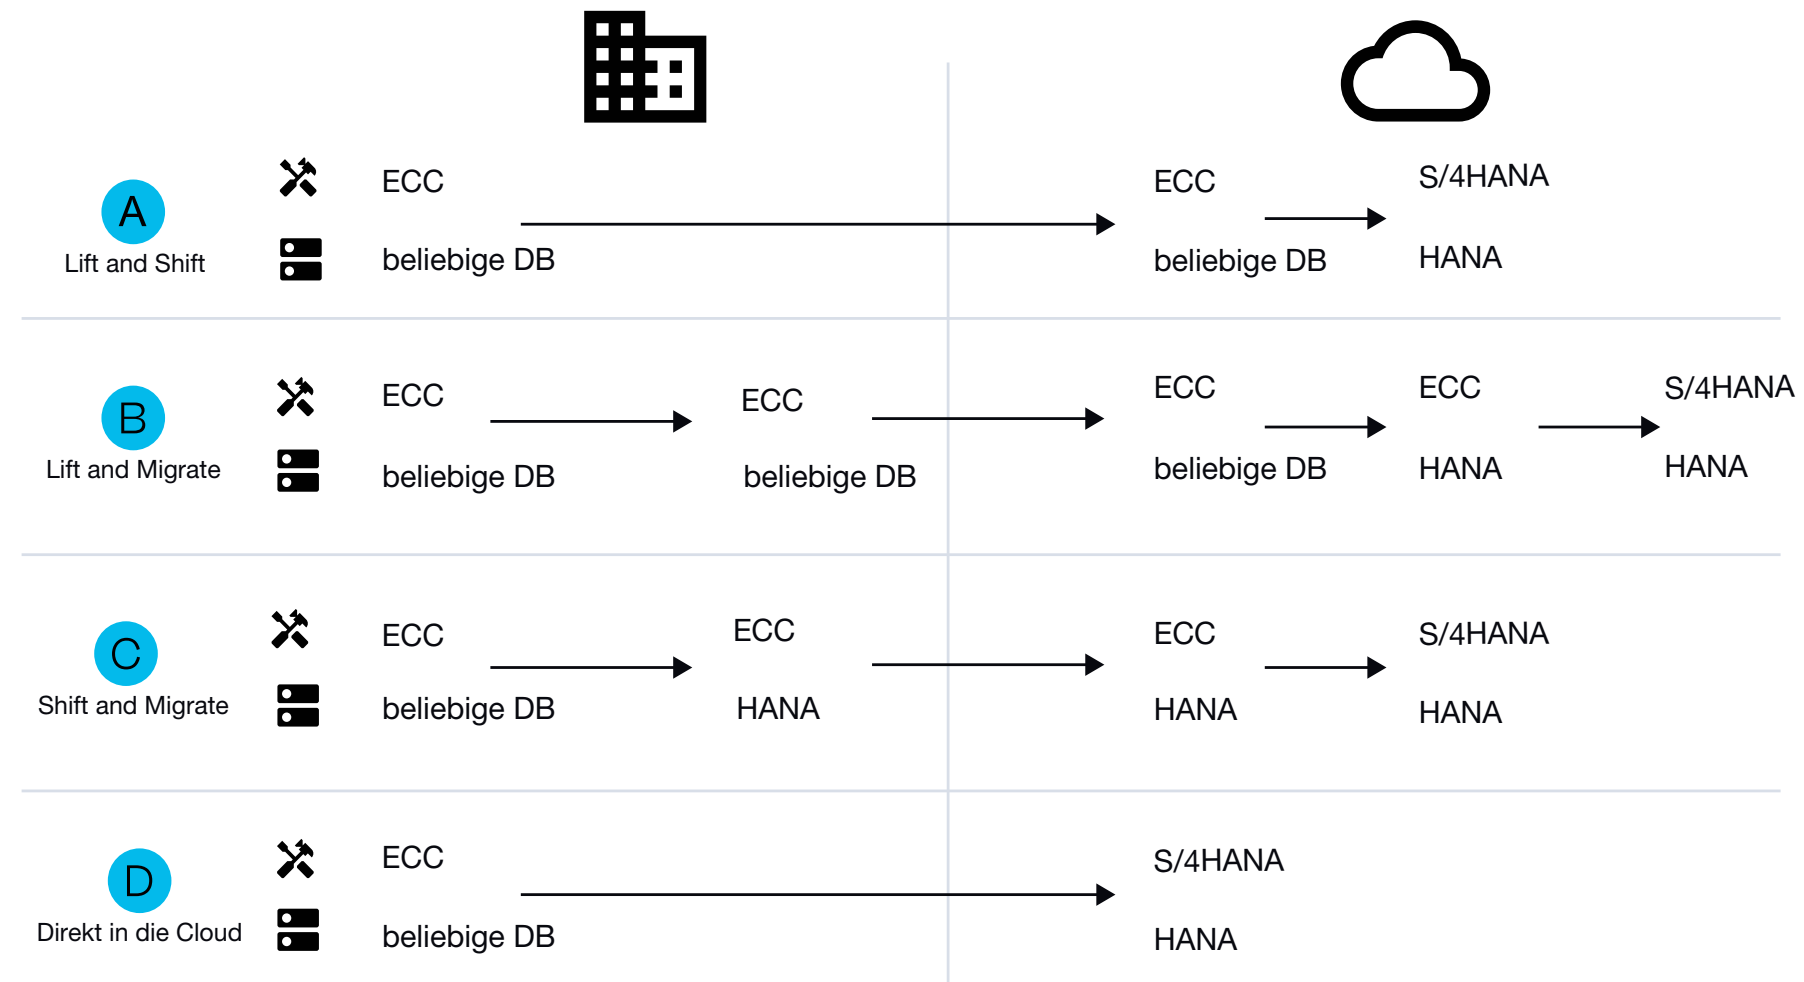 A
Lift and Shift
ECC
beliebige DB
ECC
beliebige DB
S/4HANA
HANA
B
Lift and Migrate
ECC
beliebige DB
ECC
beliebige DB
ECC
beliebige DB
ECC
HANA
S/4HANA
HANA
C
Shift and Migrate
ECC
beliebige DB
ECC
HANA
ECC
HANA
S/4HANA
HANA
D
Direkt in die Cloud
ECC
beliebige DB
S/4HANA
HANA